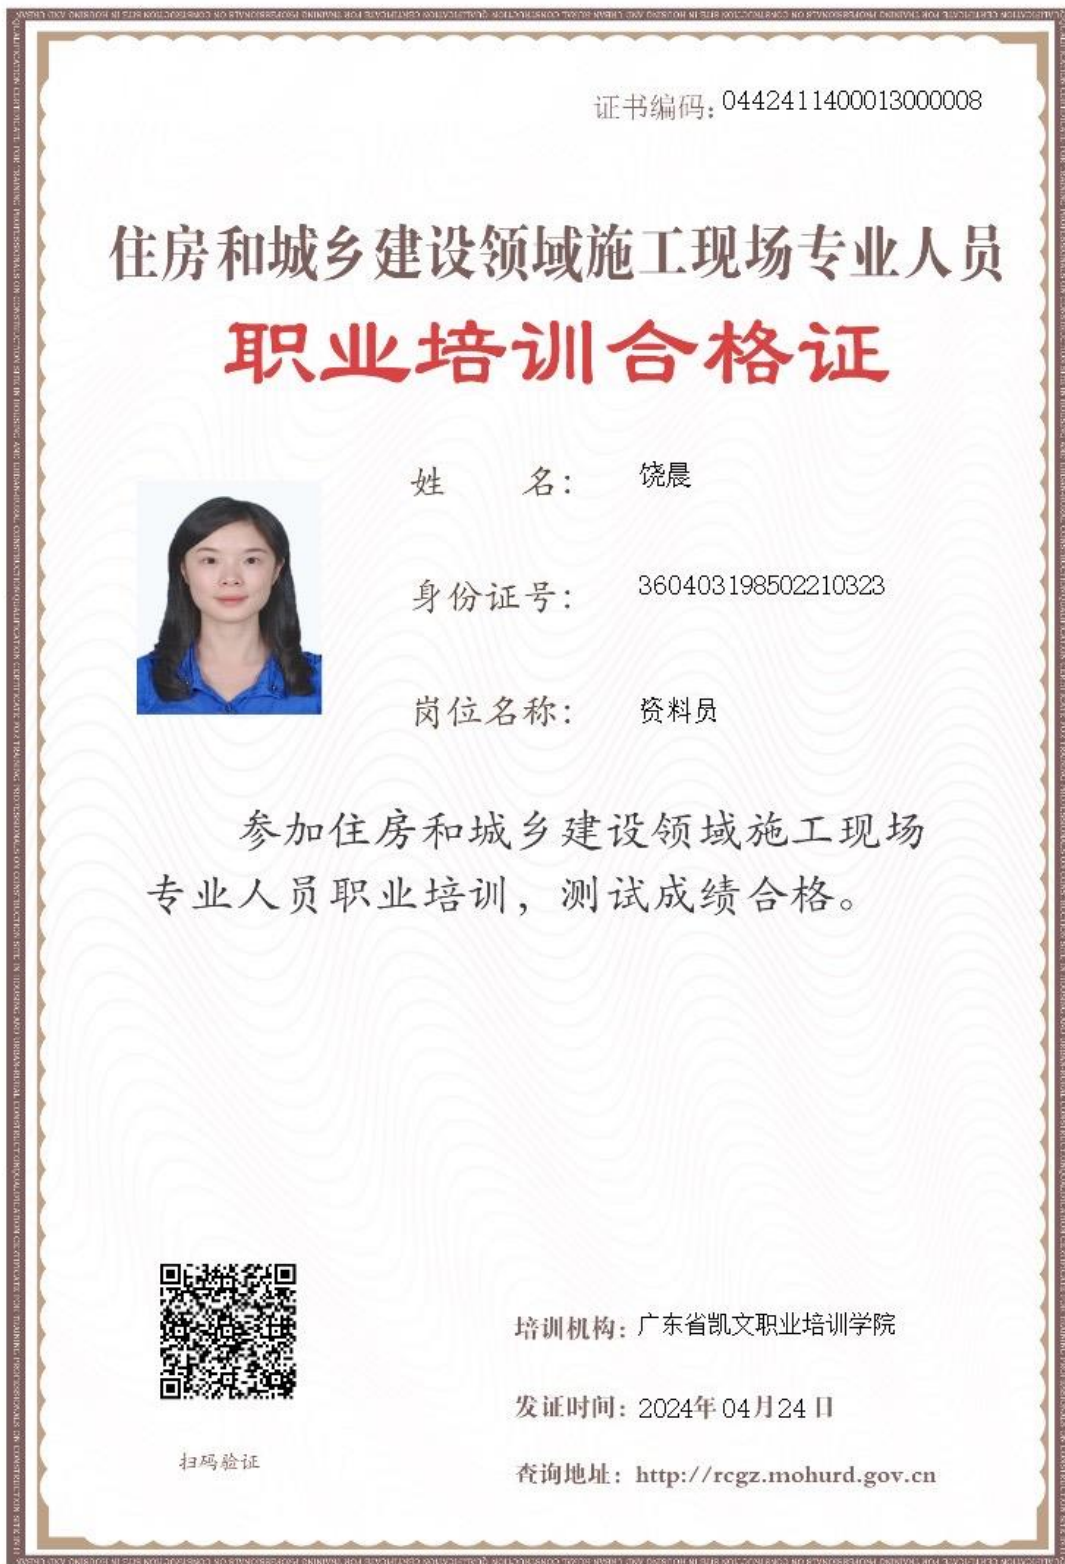 证书编码：0442411400013000008
住房和城乡建设领域施工现场专业人员
职业培训合格证
姓名：饶晨
身份证号：360403198502210323
岗位名称：资料员
参加住房和城乡建设领域施工现场
专业人员职业培训，测试成绩合格。
培训机构：广东省凯文职业培训学院
发证时间：2024年04月24日
扫码验证
查询地址：http://rcgz.mohurd.gov.cn